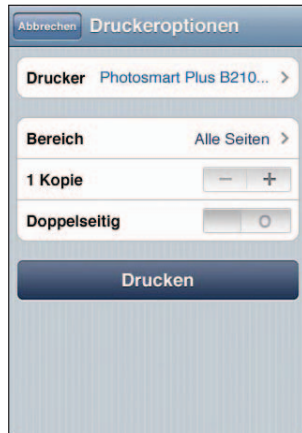 Abbrechen Druckeroptionen
Drucker Photosmart Plus B210... >
Bereich Alle Seiten >
1 Kopie − +
Doppelseitig O
Drucken